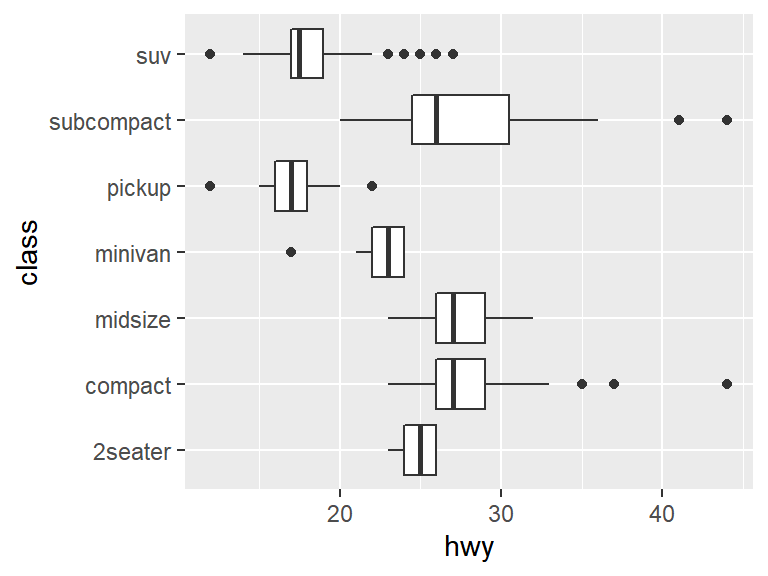 suv
subcompact
pickup
minivan
midsize
compact
2seater
class
20 30 40
hwy